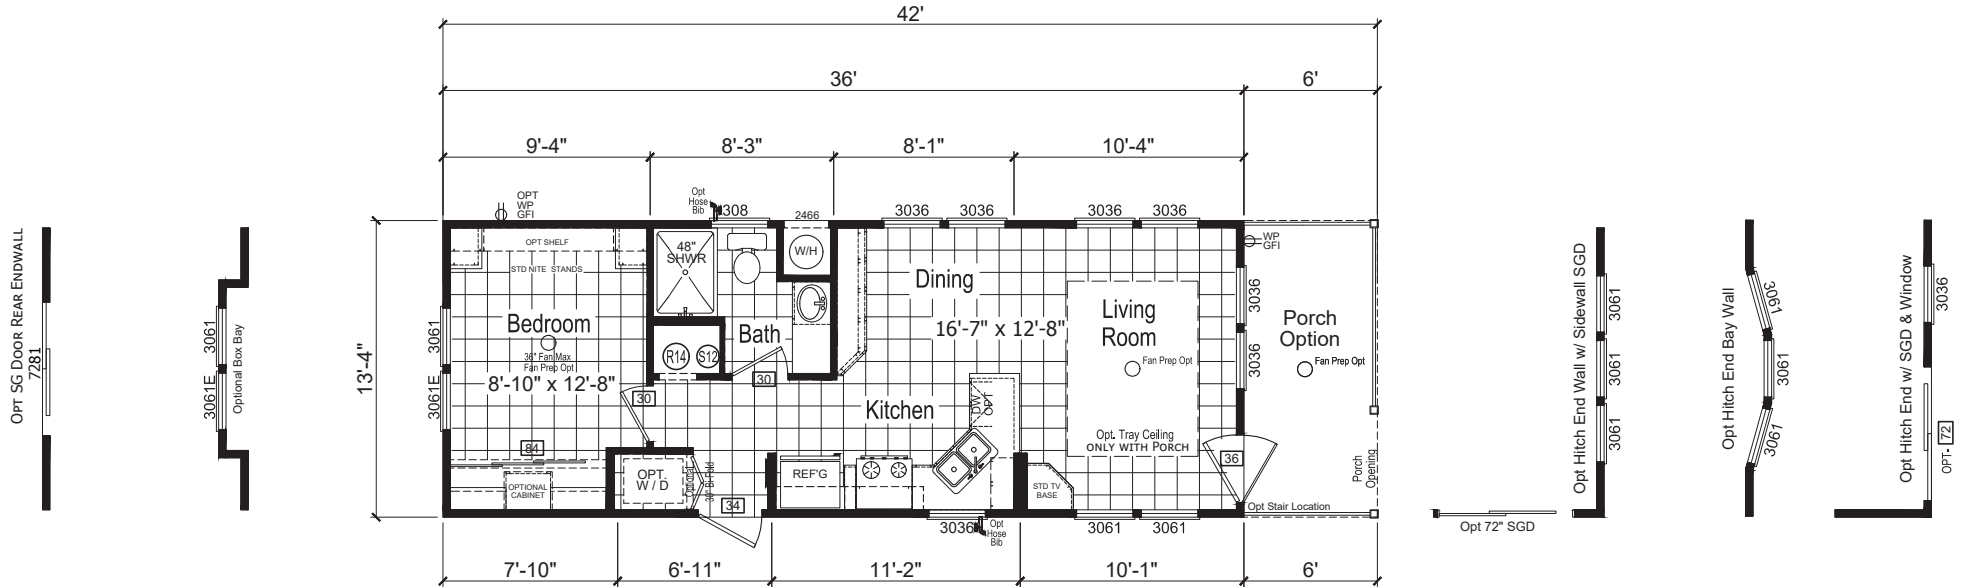 42'
36'
6'
9'-4"
8'-3"
8'-1"
10'-4"
OPT
WP
GFI
Opt
Hose
Bib
3308
2466
3036
3036
3036
3036
OPT SHELF
STD NITE STANDS
48"
SHWR
W/H
WP
GFI
Dining
16'-7" x 12'-8"
Living
Room
Fan Prep Opt
3036
3036
Porch
Option
Fan Prep Opt
Bedroom
36" Fan Max
Fan Prep Opt
8'-10" x 12'-8"
Bath
R14
S12
30
30
3061
3061E
13'-4"
Kitchen
DW
OPT
Opt. Tray Ceiling
ONLY WITH PORCH
36
Porch
Opening
84
OPTIONAL
CABINET
OPT.
W / D
Optional
30" Bi-Fold
34
REF'G
STD TV
BASE
Opt Stair Location
3036
Opt
Hose
Bib
3061
3061
7'-10"
6'-11"
11'-2"
10'-1"
6'
OPT SG DOOR REAR ENDWALL
7281
3061
3061E
Optional Box Bay
Opt 72" SGD
Opt Hitch End Wall w/ Sidewall SGD
3061
3061
3061
Opt Hitch End Bay Wall
3061
3061
3061
Opt Hitch End w/ SGD & Window
3036
OPT- 72